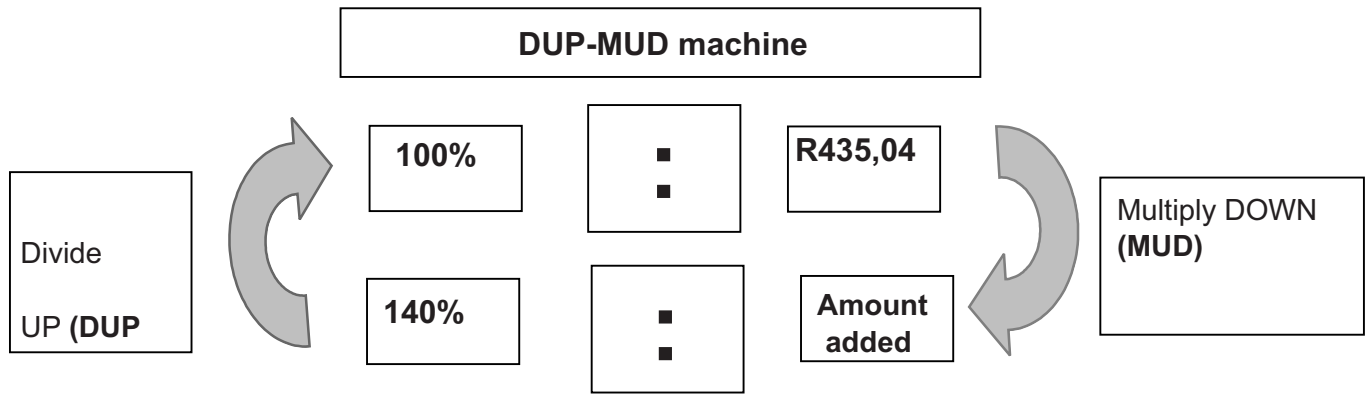 DUP-MUD machine
100%
:
R435,04
Divide
UP (DUP
Multiply DOWN
(MUD)
140%
:
Amount
added